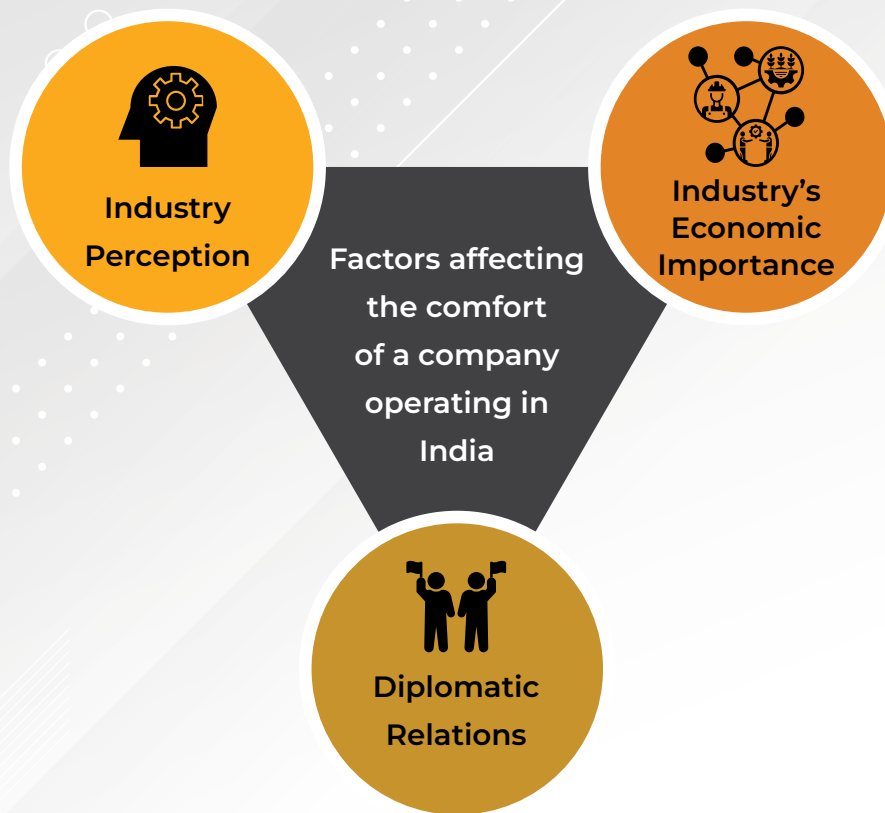 Industry
Perception
Industry’s
Economic
Importance
Factors affecting
the comfort
of a company
operating in
India
Diplomatic
Relations